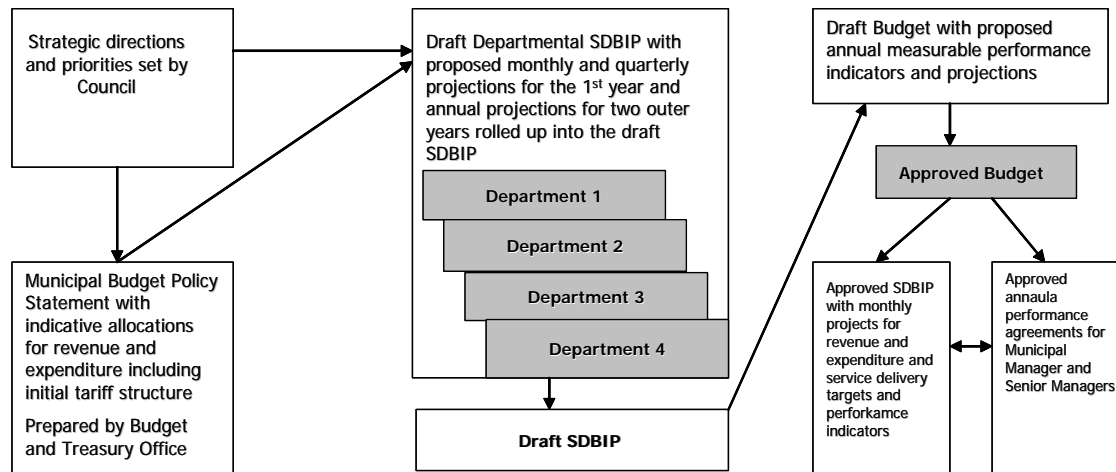 Strategic directions
and priorities set by
Council
Municipal Budget Policy
Statement with
indicative allocations
for revenue and
expenditure including
initial tariff structure
Prepared by Budget
and Treasury Office
Draft Departmental SDBIP with
proposed monthly and quarterly
projections for the 1st year and
annual projections for two outer
years rolled up into the draft
SDBIP
Department 1
Department 2
Department 3
Department 4
Draft SDBIP
Draft Budget with proposed
annual measurable performance
indicators and projections
Approved Budget
Approved SDBIP
with monthly
projects for
revenue and
expenditure and
service delivery
targets and
perforkamce
indicators
Approved
annaula
performance
agreements for
Municipal
Manager and
Senior Managers